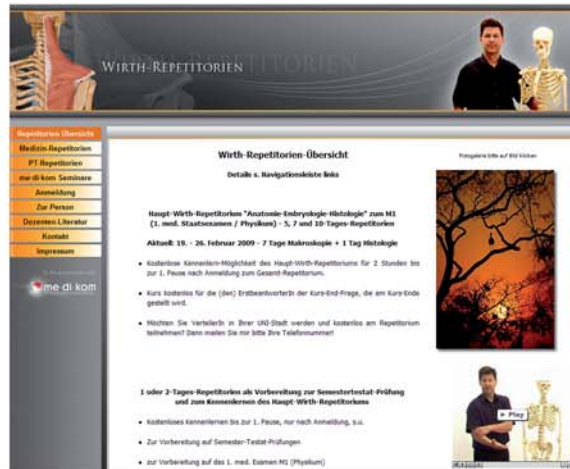 WIRTH-REPETITORIEN
Repetitorien Übersicht
Medizin-Repetitorien
PT-Repetitorien
me·di·kom Seminare
Anmeldung
Zur Person
Dozenten-Literatur
Kontakt
Impressum
me di kom
Wirth-Repetitorien-Übersicht
Details s. Navigationsleiste links
Fotogalerie bitte auf Bild klicken
Haupt-Wirth-Repetitorium "Anatomie-Embryologie-Histologie" zum M1
(1. med. Staatsexamen / Physikum) - 5, 7 und 10-Tages-Repetitorien
Aktuell: 19. - 26. Februar 2009 - 7 Tage Makroskopie + 1 Tag Histologie
• Kostenlose Kennenlern-Möglichkeit des Haupt-Wirth-Repetitoriums für 2 Stunden bis
zur 1. Pause nach Anmeldung zum Gesamt-Repetitorium.
• Kurs kostenlos für die (den) ErstbeantworterIn der Kurs-End-Frage, die am Kurs-Ende
gestellt wird.
• Möchten Sie VerteilerIn in Ihrer UNI-Stadt werden und kostenlos am Repetitorium
teilnehmen? Dann mailen Sie mir bitte Ihre Telefonnummer!
1 oder 2-Tages-Repetitorien als Vorbereitung zur Semestertestat-Prüfung
und zum Kennenlernen des Haupt-Wirth-Repetitoriums
• Kostenloses Kennenlernen bis zur 1. Pause, nur nach Anmeldung, s.u.
• Zur Vorbereitung auf Semester-Testat-Prüfungen
• zur Vorbereitung auf das 1. med. Examen M1 (Physikum)
Play